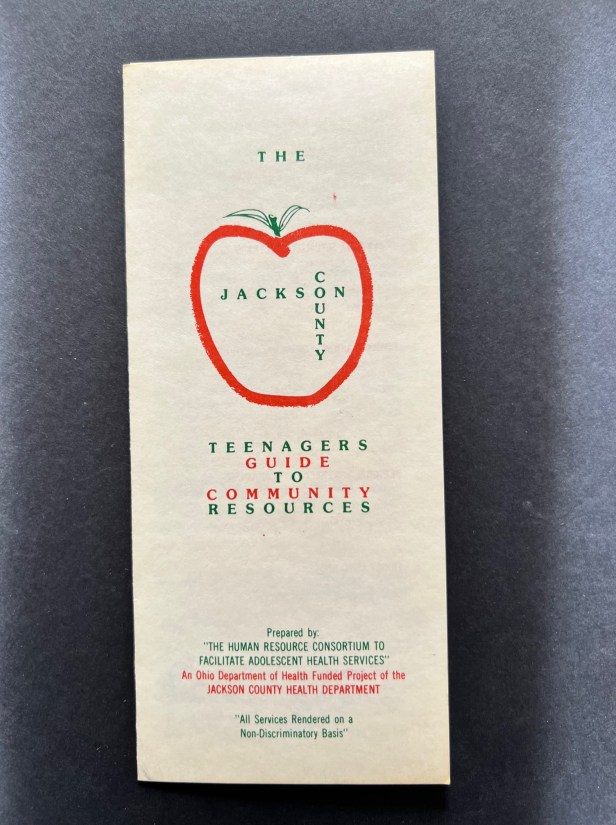 THE
JACKSON
COUNTY
TEENAGERS
GUIDE
TO
COMMUNITY
RESOURCES
Prepared by:
"THE HUMAN RESOURCE CONSORTIUM TO
FACILITATE ADOLESCENT HEALTH SERVICES"
An Ohio Department of Health Funded Project of the
JACKSON COUNTY HEALTH DEPARTMENT
"All Services Rendered on a
Non-Discriminatory Basis"